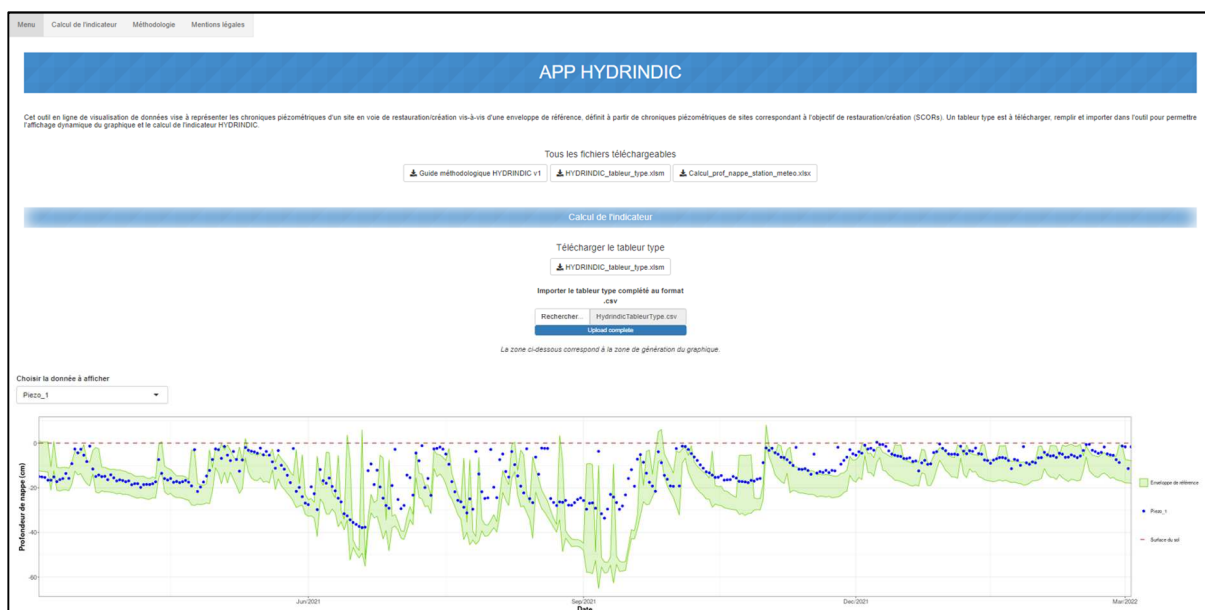 Menu Calcul de l'indicateur Méthodologie Mentions légales
APP HYDRINDIC
Cet outil en ligne de visualisation de données vise à représenter les chroniques piézométriques d'un site en voie de restauration/création vis-à-vis d'une enveloppe de référence, définit à partir de chroniques piézométriques de sites correspondant à l'objectif de restauration/création (SCORs). Un tableur type est à télécharger, remplir et importer dans l'outil pour permettre
l'affichage dynamique du graphique et le calcul de l'indicateur HYDRINDIC.
Tous les fichiers téléchargeables
Guide méthodologique HYDRINDIC v1 HYDRINDIC_tableur_type.xlsm Calcul_prof_nappe_station_meteo.xlsx
Calcul de l'indicateur
Télécharger le tableur type
HYDRINDIC_tableur_type.xlsm
Importer le tableur type complété au format
.csv
Rechercher... HydrindicTableurType.csv
Upload complete
La zone ci-dessous correspond à la zone de génération du graphique.
Choisir la donnée à afficher
Piezo_1
Profondeur de nappe (cm)
0
-20
-40
-60
Juni/2021 Sep/2021 Dec/2021 Mar/2022
Date
Enveloppe de référence
Piezo_1
Surface du sol